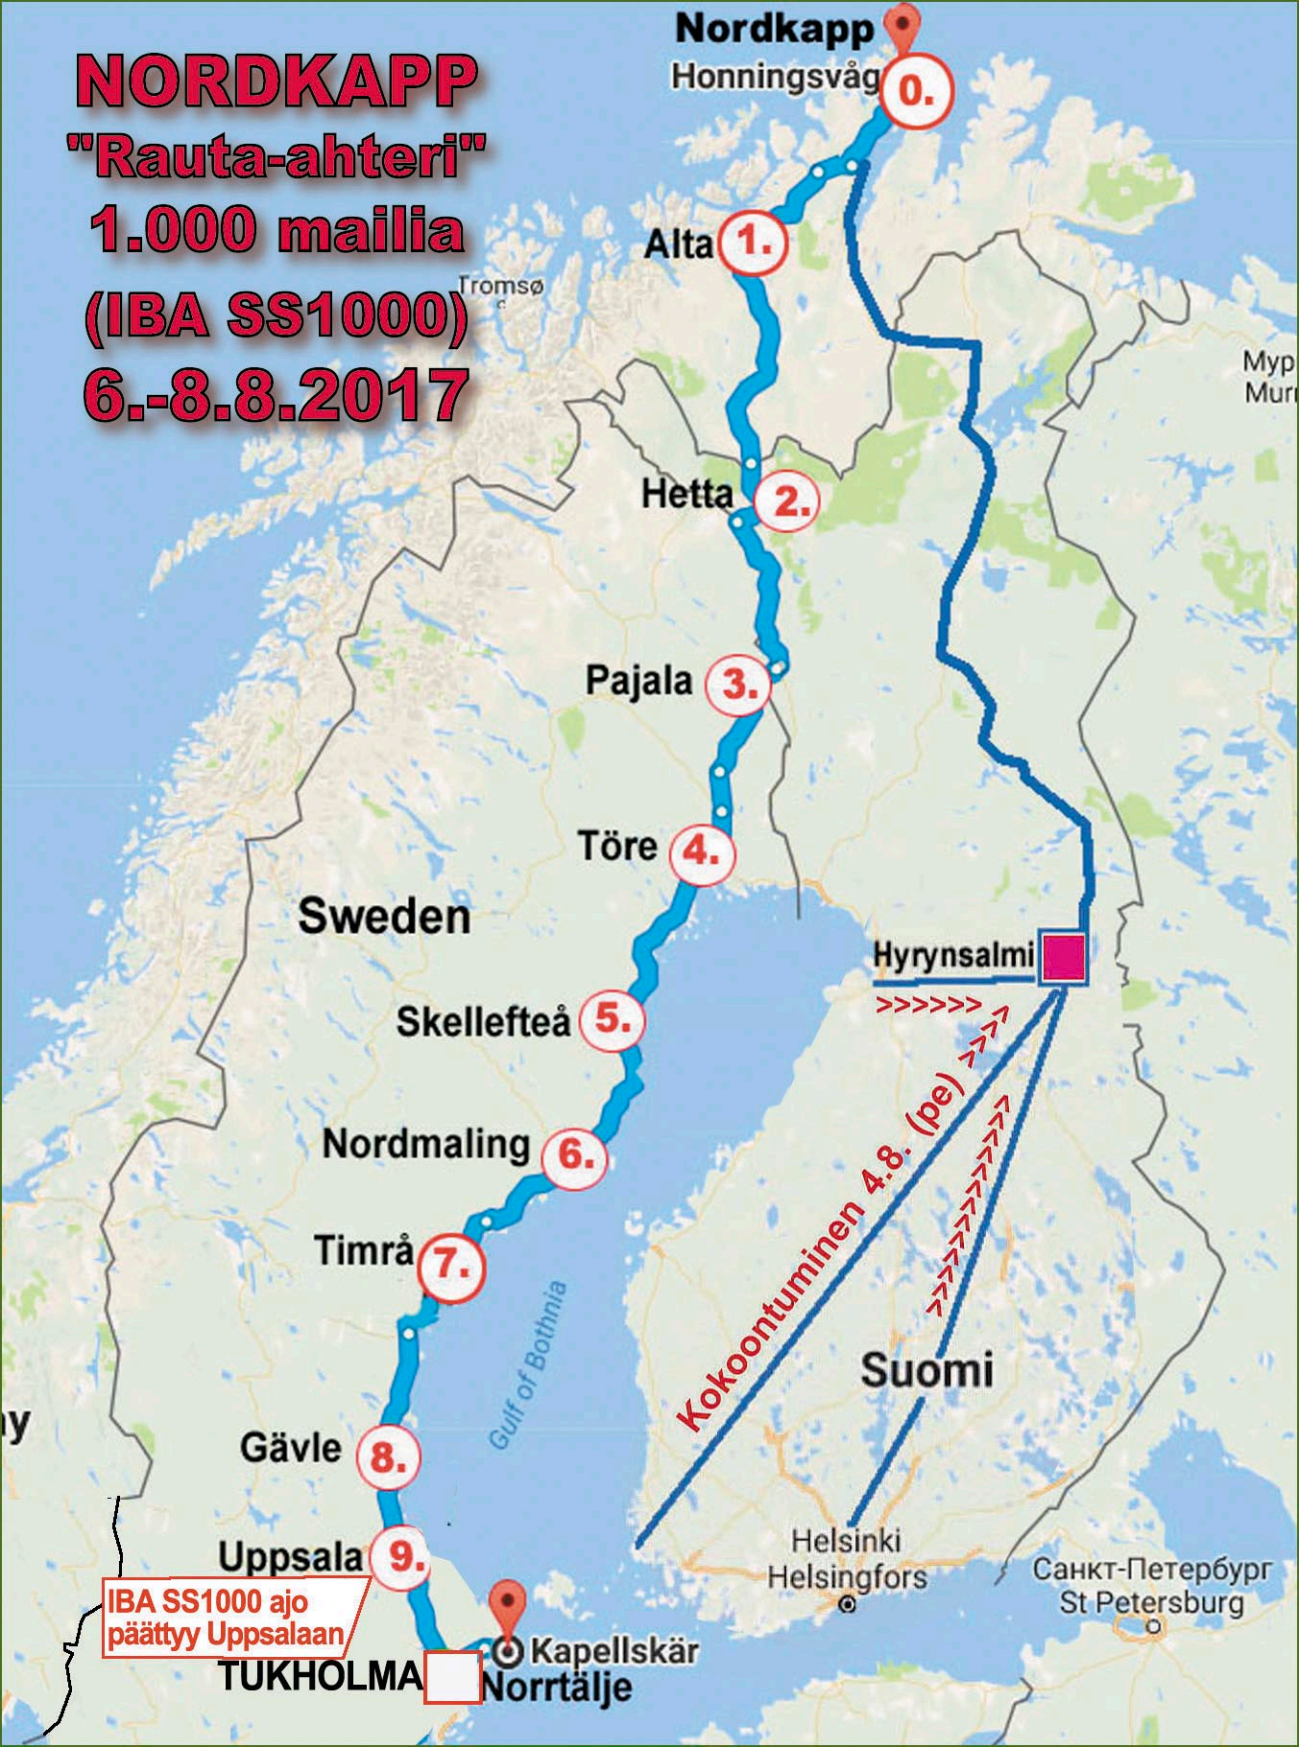 NORDKAPP
"Rauta-ahteri"
1.000 mailia
(IBA SS1000)
6.-8.8.2017
Nordkapp
Honningsvåg
0.
Alta
1.
Tromsø
Мур
Mur
Hetta
2.
Pajala
3.
Töre
4.
Sweden
Hyrynsalmi
>>>>>>
Skellefteå
5.
Kokoontuminen 4.8. (pe) >>>>
>>>>>>>>>>>>>
Nordmaling
6.
Timrå
7.
Gulf of Bothnia
Suomi
ay
Gävle
8.
Uppsala
9.
IBA SS1000 ajo
päättyy Uppsalaan
Helsinki
Helsingfors
Санкт-Петербург
St Petersburg
Kapellskär
TUKHOLMA
Norrtälje